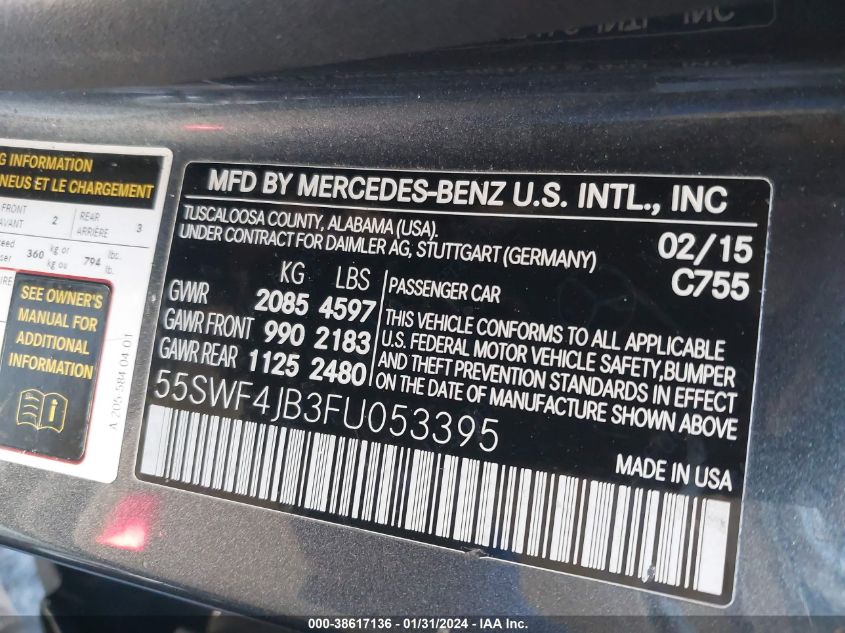 G INFORMATION
NEUS ET LE CHARGEMENT
FRONT
AVANT
2
REAR
ARRIÈRE
3
360 kg or
kg ou
794 lbs.
lb.
SEE OWNER'S
MANUAL FOR
ADDITIONAL
INFORMATION
A 205 584 04 01
MFD BY MERCEDES-BENZ U.S. INTL., INC
TUSCALOOSA COUNTY, ALABAMA (USA).
UNDER CONTRACT FOR DAIMLER AG, STUTTGART (GERMANY)
02/15
C755
KG LBS
GVWR 2085 4597
GAWR FRONT 990 2183
GAWR REAR 1125 2480
PASSENGER CAR
THIS VEHICLE CONFORMS TO ALL APPLICABLE
U.S. FEDERAL MOTOR VEHICLE SAFETY, BUMPER
AND THEFT PREVENTION STANDARDS IN EFFECT
ON THE DATE OF MANUFACTURE SHOWN ABOVE
55SWF4JB3FU053395
MADE IN USA
000-38617136 - 01/31/2024 - IAA Inc.